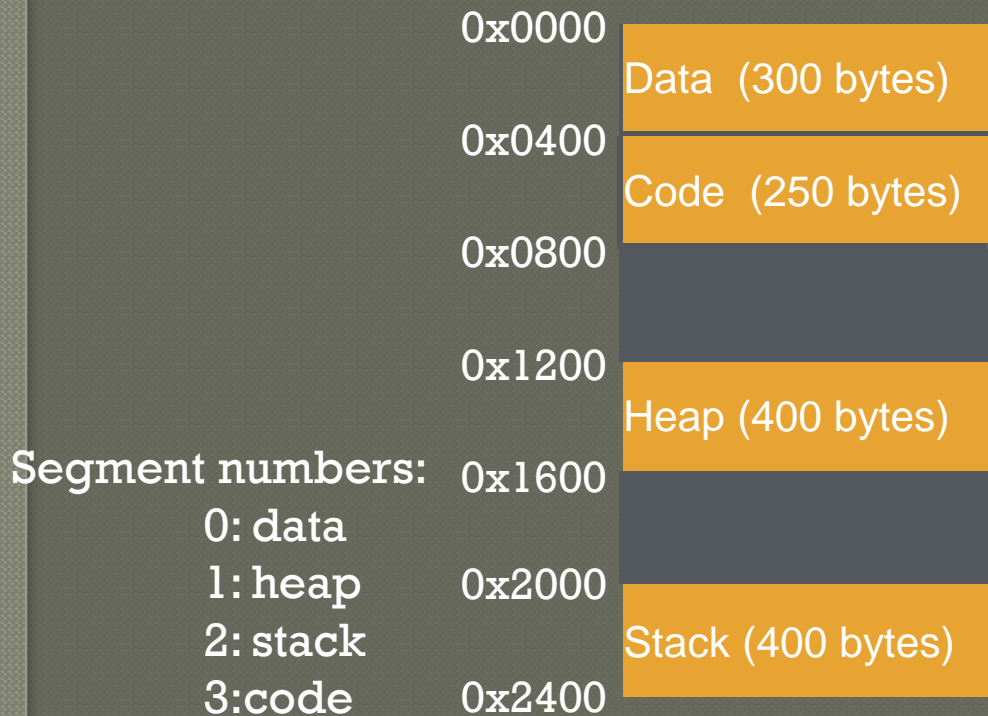 0x0000
Data (300 bytes)
0x0400
Code (250 bytes)
0x0800
0x1200
Heap (400 bytes)
Segment numbers:
0x1600
0: data
1: heap
0x2000
2: stack
Stack (400 bytes)
3:code
0x2400